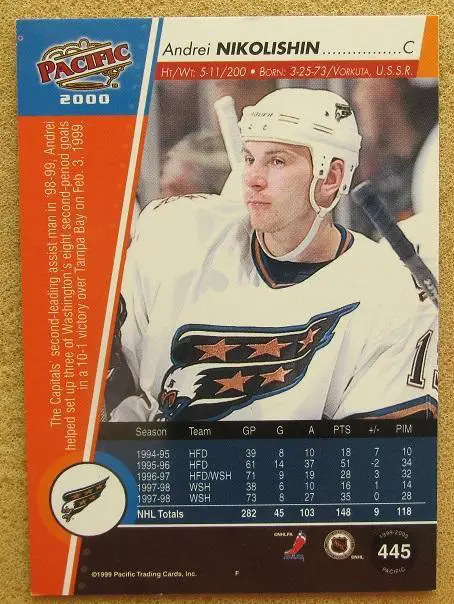 PACIFIC
2000
Andrei NIKOLISHIN................C
HT/WT: 5-11/200 • BORN: 3-25-73/VORKUTA, U.S.S.R.
The Capitals' second-leading assist man in '98-99, Andrei
helped set up three of Washington's eight second-period goals
in a 10-1 victory over Tampa Bay on Feb. 3, 1999.
Season Team GP G A PTS +/- PIM
1994-95 HFD 39 8 10 18 7 10
1995-96 HFD 61 14 37 51 -2 34
1996-97 HFD/WSH 71 9 19 28 3 32
1997-98 WSH 38 6 10 16 1 14
1997-98 WSH 73 8 27 35 0 28
NHL Totals 282 45 103 148 9 118
©NHLPA
©NHL
1999-2000
445
PACIFIC
©1999 Pacific Trading Cards, Inc.
F